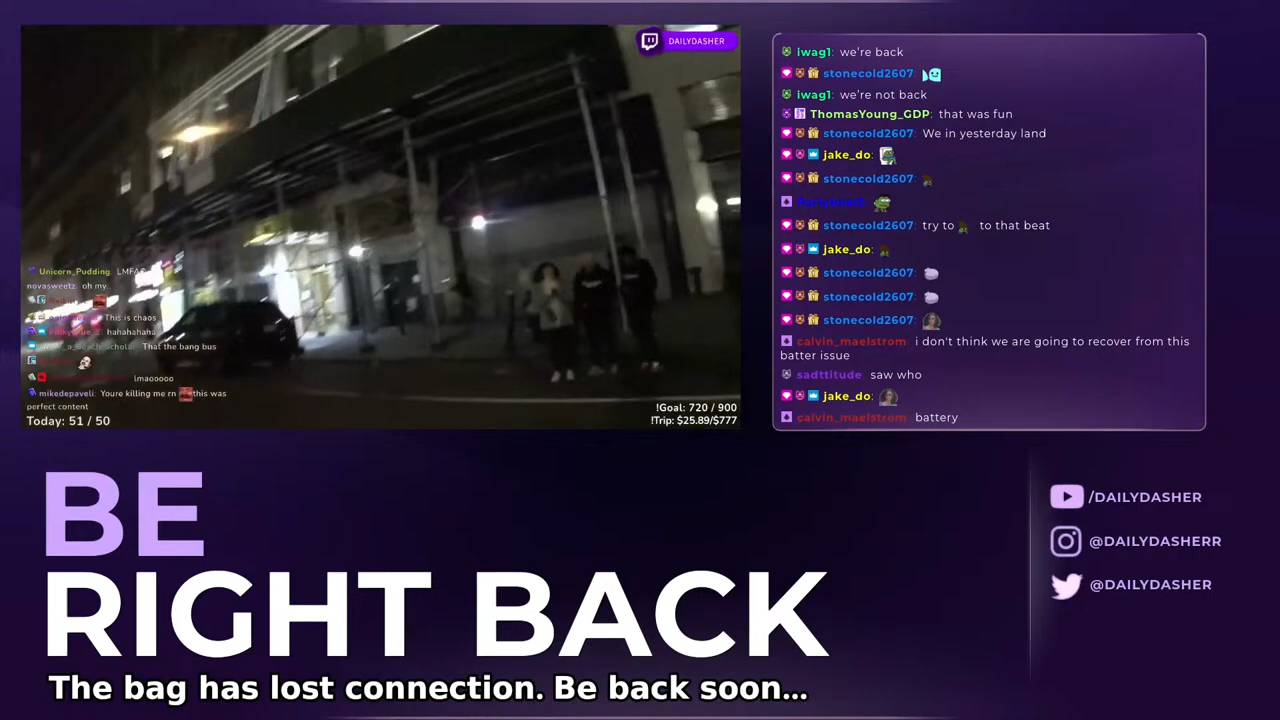 DAILYDASHER
Unicorn_Pudding LMFAO
novasweetz oh my..
This is chaos
hahahahaha
That the bang bus
lmaooooo
mikedepaveli: Youre killing me rn this was
perfect content
Today: 51 / 50
!Goal: 720 / 900
!Trip: $25.89/$777
iwag1: we're back
stonecold2607:
iwag1: we're not back
ThomasYoung_GDP: that was fun
stonecold2607: We in yesterday land
jake_do:
stonecold2607:
stonecold2607: try to to that beat
jake_do:
stonecold2607:
stonecold2607:
stonecold2607:
calvin_maelstrom i don't think we are going to recover from this
batter issue
sadttitude: saw who
jake_do:
calvin_maelstrom battery
BE
RIGHT BACK
The bag has lost connection. Be back soon...
/DAILYDASHER
@DAILYDASHERR
@DAILYDASHER